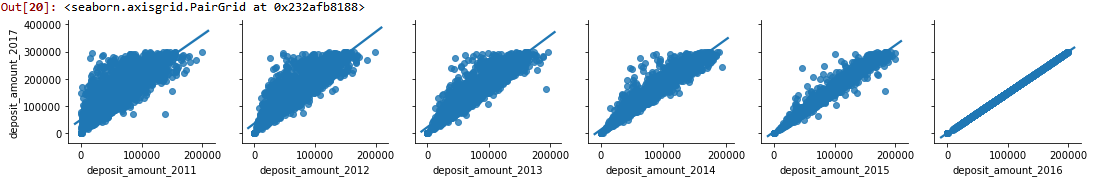 Out[20]: <seaborn.axisgrid.PairGrid at 0x232afb8188>
deposit_amount_2017
400000
300000
200000
100000
0
0 100000 200000
deposit_amount_2011
0 100000 200000
deposit_amount_2012
0 100000 200000
deposit_amount_2013
0 100000 200000
deposit_amount_2014
0 100000 200000
deposit_amount_2015
0 100000 200000
deposit_amount_2016